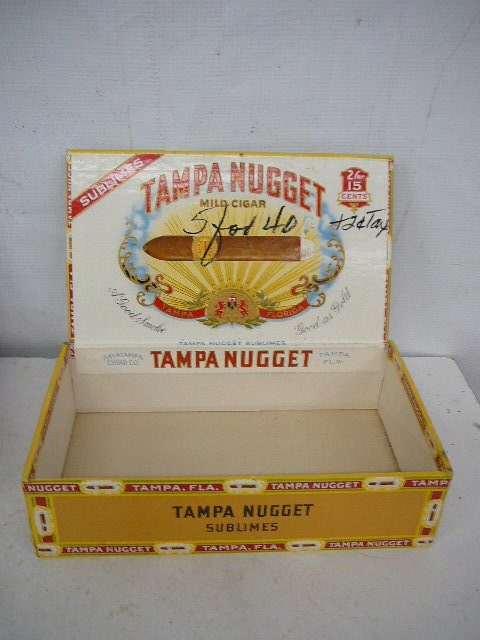 SUBLIMES
TAMPA NUGGET
MILD CIGAR
2 for
15
CENTS
5 for 40
+2¢ Tax
TAMPA FLORIDA
A Good Smoke
Good as Gold
TAMPA NUGGET SUBLIMES
HAVATAMPA
CIGAR CO.
TAMPA NUGGET
TAMPA
FLA.
NUGGET TAMPA, FLA. TAMPA NUGGET TAMP
TAMPA NUGGET
SUBLIMES
TAMPA NUGGET TAMPA, FLA. TAMPA NUGGET